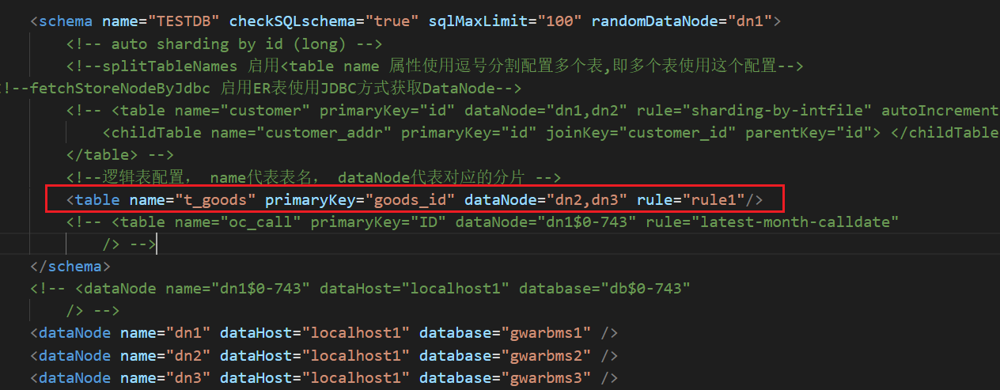 <schema name="TESTDB" checkSQLschema="true" sqlMaxLimit="100" randomDataNode="dn1">
<!-- auto sharding by id (long) -->
<!--splitTableNames 启用<table name 属性使用逗号分割配置多个表,即多个表使用这个配置-->
!--fetchStoreNodeByJdbc 启用ER表使用JDBC方式获取DataNode-->
<!-- <table name="customer" primaryKey="id" dataNode="dn1,dn2" rule="sharding-by-intfile" autoIncrement
<childTable name="customer_addr" primaryKey="id" joinKey="customer_id" parentKey="id"> </childTable
</table> -->
<!--逻辑表配置， name代表表名， dataNode代表对应的分片 -->
<table name="t_goods" primaryKey="goods_id" dataNode="dn2,dn3" rule="rule1"/>
<!-- <table name="oc_call" primaryKey="ID" dataNode="dn1$0-743" rule="latest-month-calldate"
/> -->
</schema>
<!-- <dataNode name="dn1$0-743" dataHost="localhost1" database="db$0-743"
/> -->
<dataNode name="dn1" dataHost="localhost1" database="gwarbms1" />
<dataNode name="dn2" dataHost="localhost1" database="gwarbms2" />
<dataNode name="dn3" dataHost="localhost1" database="gwarbms3" />